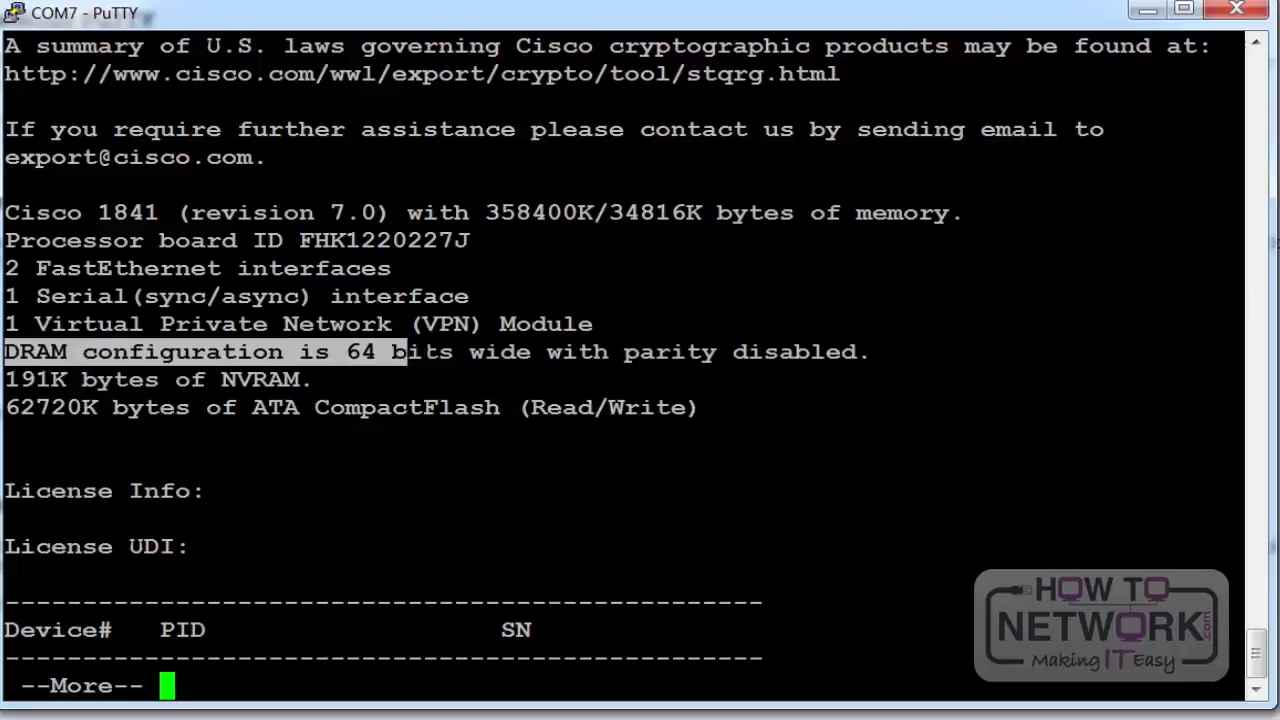 COM7 - PuTTY
A summary of U.S. laws governing Cisco cryptographic products may be found at:
http://www.cisco.com/wwl/export/crypto/tool/stqrg.html
If you require further assistance please contact us by sending email to
export@cisco.com.
Cisco 1841 (revision 7.0) with 358400K/34816K bytes of memory.
Processor board ID FHK1220227J
2 FastEthernet interfaces
1 Serial(sync/async) interface
1 Virtual Private Network (VPN) Module
DRAM configuration is 64 bits wide with parity disabled.
191K bytes of NVRAM.
62720K bytes of ATA CompactFlash (Read/Write)
License Info:
License UDI:
-------------------------------------------------
Device#   PID                   SN
-------------------------------------------------
--More--
HOW TO
NETWORK.com
Making IT Easy